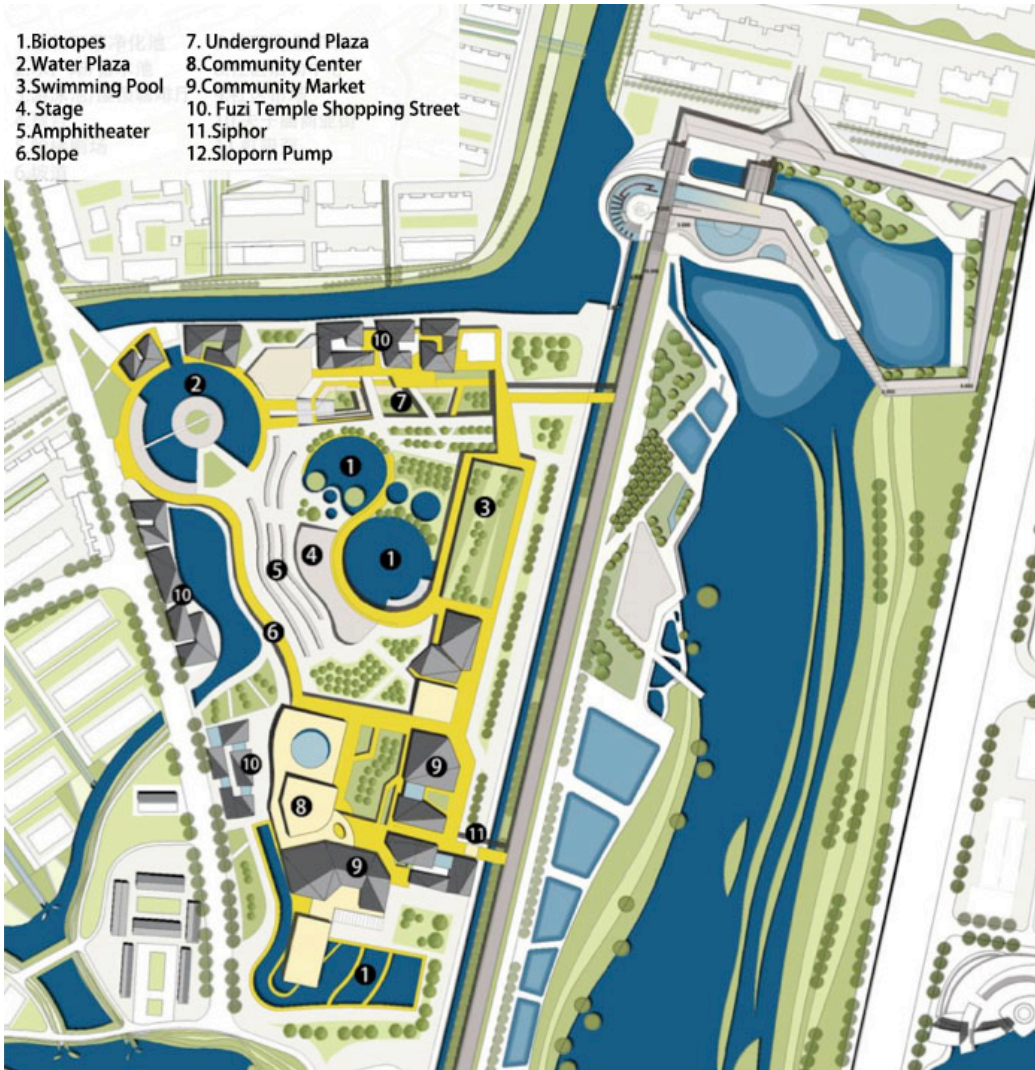 1.Biotopes
2.Water Plaza
3.Swimming Pool
4. Stage
5.Amphitheater
6.Slope
7. Underground Plaza
8.Community Center
9.Community Market
10. Fuzi Temple Shopping Street
11.Siphor
12.Sloporn Pump
10
2
7
1
3
4
1
5
10
6
10
9
8
11
9
1